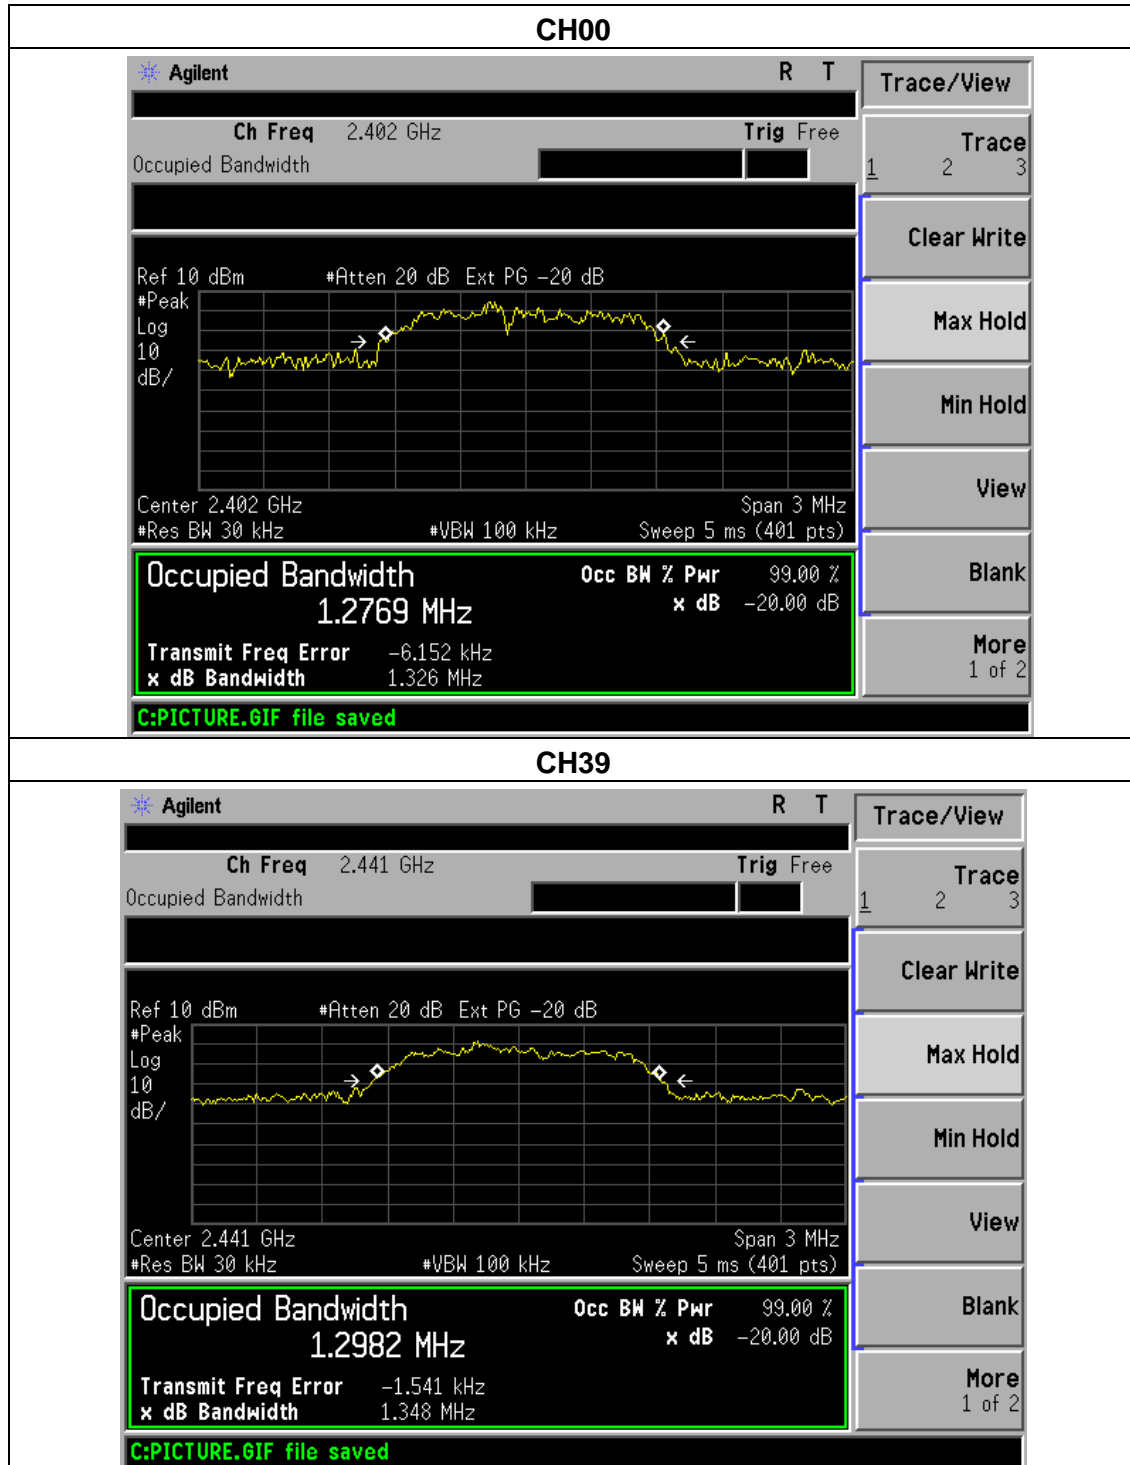 CH00
Agilent R T
Trace/View
Ch Freq 2.402 GHz Trig Free
Occupied Bandwidth
Trace
1 2 3
Clear Write
Ref 10 dBm #Atten 20 dB Ext PG −20 dB
#Peak
Log
10
dB/
Max Hold
Min Hold
View
Center 2.402 GHz Span 3 MHz
#Res BW 30 kHz #VBW 100 kHz Sweep 5 ms (401 pts)
Occupied Bandwidth Occ BW % Pwr 99.00 %
1.2769 MHz x dB −20.00 dB
Blank
Transmit Freq Error −6.152 kHz
x dB Bandwidth 1.326 MHz
More
1 of 2
C:PICTURE.GIF file saved
CH39
Agilent R T
Trace/View
Ch Freq 2.441 GHz Trig Free
Occupied Bandwidth
Trace
1 2 3
Clear Write
Ref 10 dBm #Atten 20 dB Ext PG −20 dB
#Peak
Log
10
dB/
Max Hold
Min Hold
View
Center 2.441 GHz Span 3 MHz
#Res BW 30 kHz #VBW 100 kHz Sweep 5 ms (401 pts)
Occupied Bandwidth Occ BW % Pwr 99.00 %
1.2982 MHz x dB −20.00 dB
Blank
Transmit Freq Error −1.541 kHz
x dB Bandwidth 1.348 MHz
More
1 of 2
C:PICTURE.GIF file saved